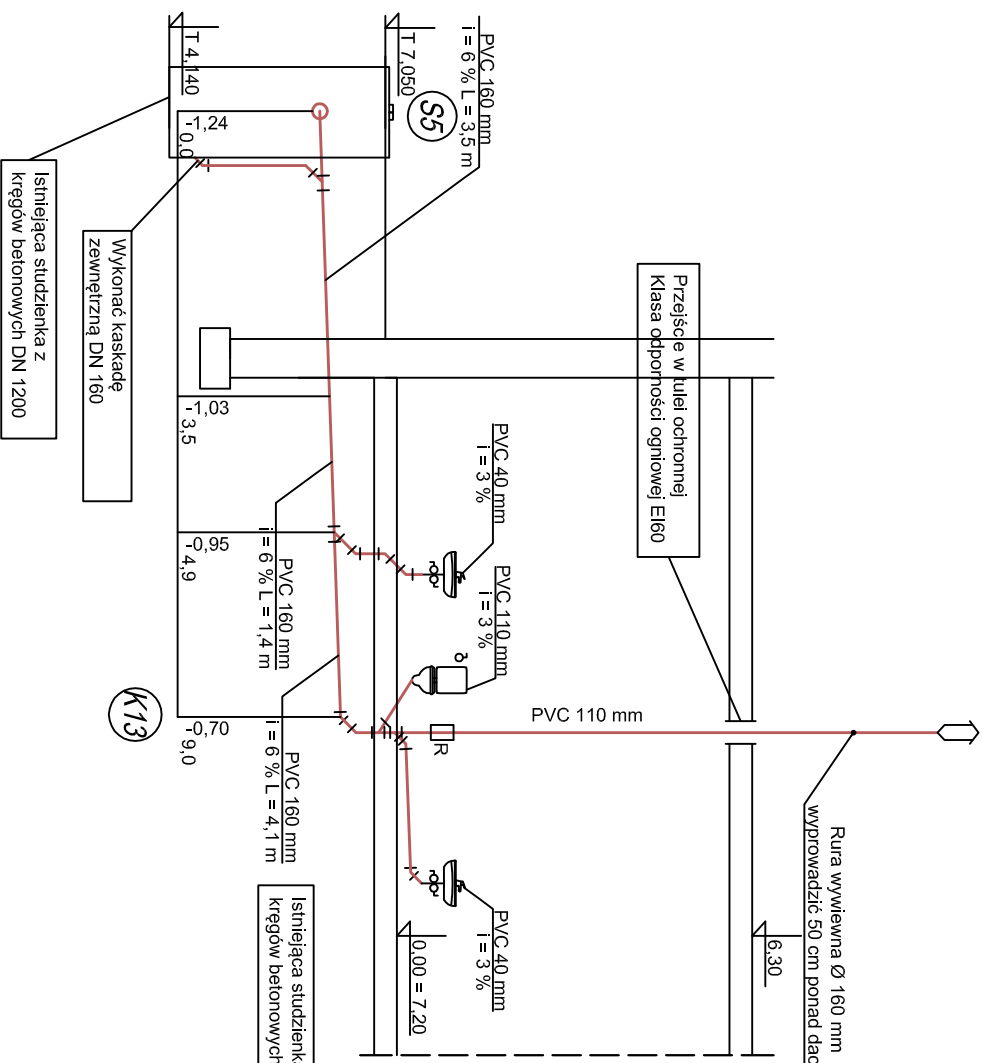 T 4,140
T 7,050
S5
PVC 160 mm
i = 6 % L = 3,5 m
-1,24
0,0
Istniejąca studzienka z
kręgów betonowych DN 1200
Wykonać kaskadę
zewnętrzną DN 160
Przejście w tulei ochronnej
Klasa odporności ogniowej EI60
-1,03
3,5
PVC 40 mm
i = 3 %
-0,95
4,9
PVC 160 mm
i = 6 % L = 1,4 m
PVC 110 mm
i = 3 %
K13
-0,70
9,0
PVC 160 mm
i = 6 % L = 4,1 m
R
PVC 110 mm
Rura wywiewna Ø 160 mm
wyprowadzić 50 cm ponad dac
PVC 40 mm
i = 3 %
0,00 = 7,20
6,30
Istniejąca studzienk
kręgów betonowych